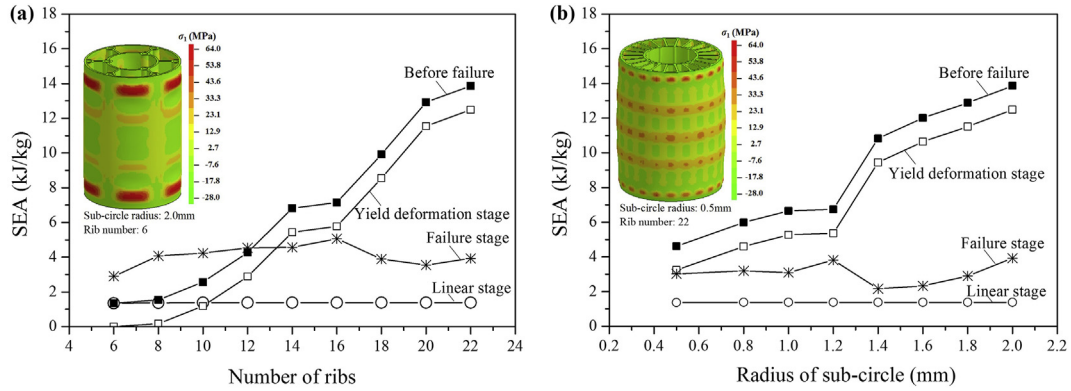 (a)
σ1 (MPa)
64.0
53.8
43.6
33.3
23.1
12.9
2.7
-7.6
-17.8
-28.0
Sub-circle radius: 2.0mm
Rib number: 6
Before failure
Yield deformation stage
Failure stage
Linear stage
SEA (kJ/kg)
18
16
14
12
10
8
6
4
2
0
4 6 8 10 12 14 16 18 20 22 24
Number of ribs
(b)
σ1 (MPa)
64.0
53.8
43.6
33.3
23.1
12.9
2.7
-7.6
-17.8
-28.0
Sub-circle radius: 0.5mm
Rib number: 22
Before failure
Yield deformation stage
Failure stage
Linear stage
SEA (kJ/kg)
18
16
14
12
10
8
6
4
2
0
0.2 0.4 0.6 0.8 1.0 1.2 1.4 1.6 1.8 2.0 2.2
Radius of sub-circle (mm)